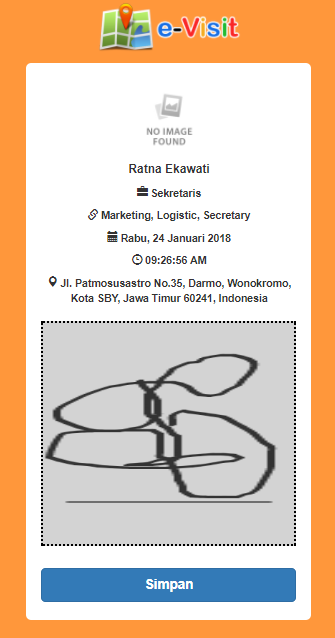 e-Visit
NO IMAGE
FOUND
Ratna Ekawati
Sekretaris
Marketing, Logistic, Secretary
Rabu, 24 Januari 2018
09:26:56 AM
Jl. Patmosusastro No.35, Darmo, Wonokromo,
Kota SBY, Jawa Timur 60241, Indonesia
Simpan